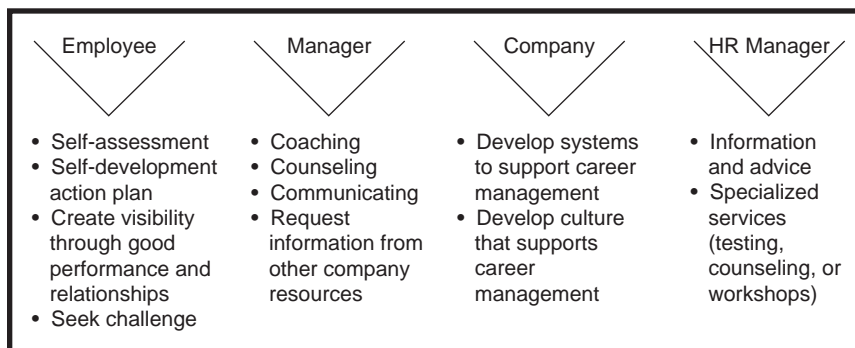 Employee
Manager
Company
HR Manager
• Self-assessment
• Self-development
action plan
• Create visibility
through good
performance and
relationships
• Seek challenge
• Coaching
• Counseling
• Communicating
• Request
information from
other company
resources
• Develop systems
to support career
management
• Develop culture
that supports
career
management
• Information
and advice
• Specialized
services
(testing,
counseling, or
workshops)